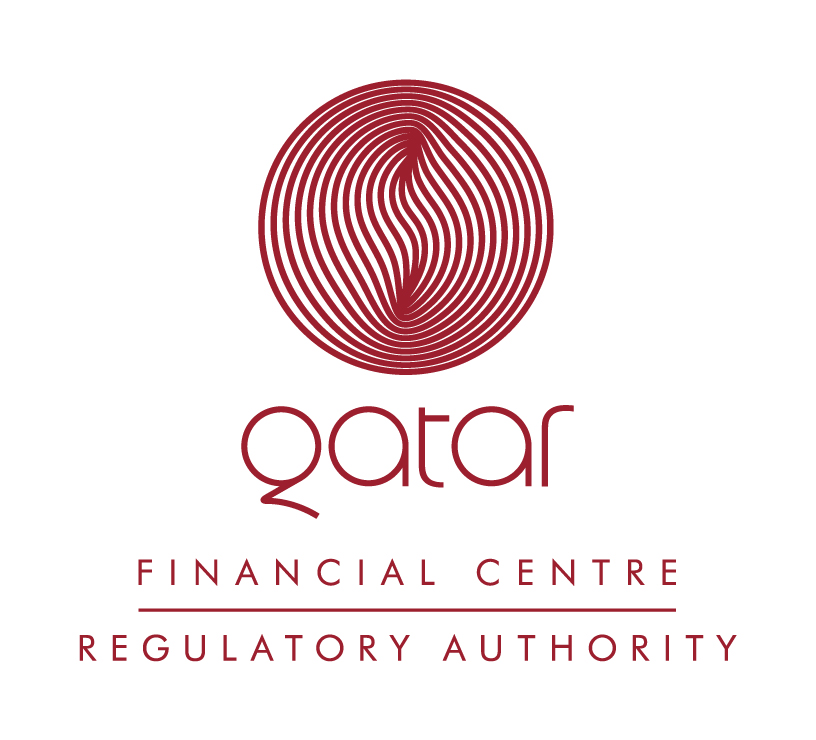 qatar
FINANCIAL CENTRE
REGULATORY AUTHORITY